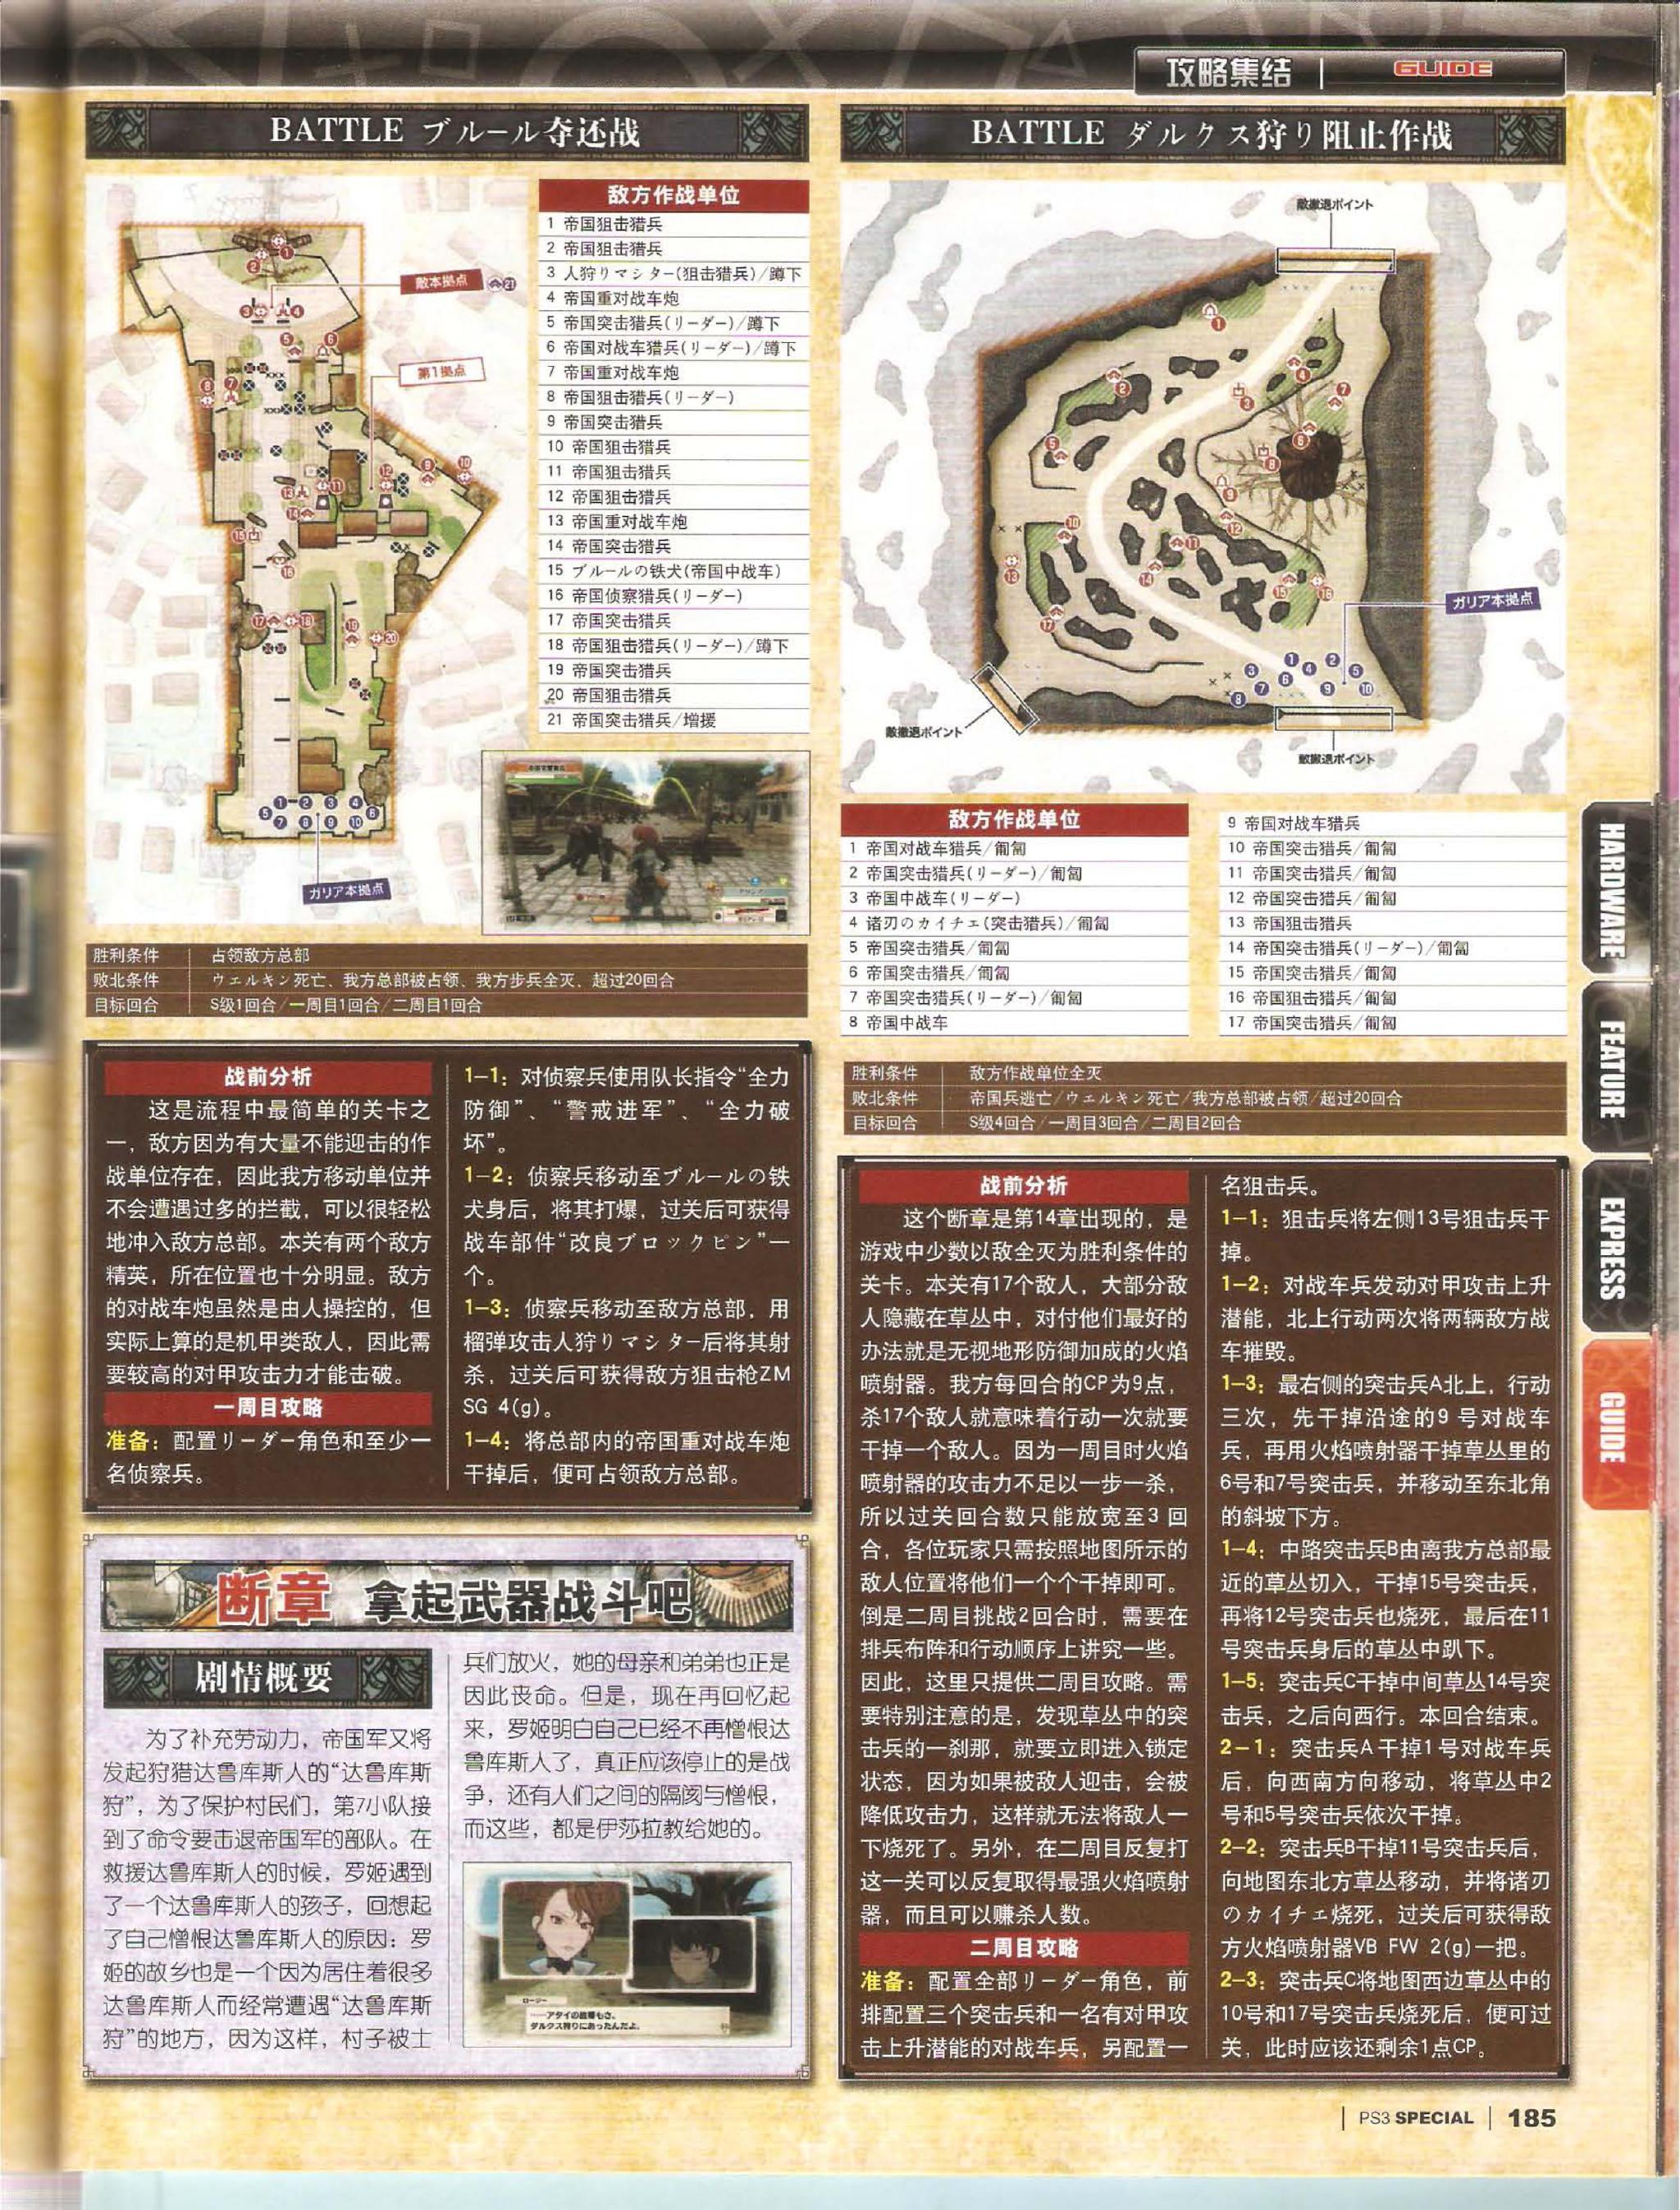 攻略集结 | GUIDE
BATTLE ブルール夺还战
敌方作战单位
1 帝国狙击猎兵
2 帝国狙击猎兵
3 人狩りマシター(狙击猎兵)/蹲下
4 帝国重对战车炮
5 帝国突击猎兵(リーダー)/蹲下
6 帝国对战车猎兵(リーダー)/蹲下
7 帝国重对战车炮
8 帝国狙击猎兵(リーダー)
9 帝国突击猎兵
10 帝国狙击猎兵
11 帝国狙击猎兵
12 帝国狙击猎兵
13 帝国重对战车炮
14 帝国突击猎兵
15 ブルールの铁犬(帝国中战车)
16 帝国侦察猎兵(リーダー)
17 帝国突击猎兵
18 帝国狙击猎兵(リーダー)/蹲下
19 帝国突击猎兵
20 帝国狙击猎兵
21 帝国突击猎兵/增援
敵本拠点
第1拠点
ガリア本拠点
胜利条件 占领敌方总部
败北条件 ウェルキン死亡、我方总部被占领、我方步兵全灭、超过20回合
目标回合 S级1回合/一周目1回合/二周目1回合
战前分析
这是流程中最简单的关卡之
一，敌方因为有大量不能迎击的作
战单位存在，因此我方移动单位并
不会遭遇过多的拦截，可以很轻松
地冲入敌方总部。本关有两个敌方
精英，所在位置也十分明显。敌方
的对战车炮虽然是由人操控的，但
实际上算的是机甲类敌人，因此需
要较高的对甲攻击力才能击破。
一周目攻略
准备：配置リーダー角色和至少一
名侦察兵。
1-1：对侦察兵使用队长指令“全力
防御”、“警戒进军”、“全力破
坏”。
1-2：侦察兵移动至ブルールの铁
犬身后，将其打爆，过关后可获得
战车部件“改良ブロックピン”一
个。
1-3：侦察兵移动至敌方总部，用
榴弹攻击人狩りマシター后将其射
杀，过关后可获得敌方狙击枪ZM
SG 4(g)。
1-4：将总部内的帝国重对战车炮
干掉后，便可占领敌方总部。
断章 拿起武器战斗吧
剧情概要
为了补充劳动力，帝国军又将
发起狩猎达鲁库斯人的“达鲁库斯
狩”，为了保护村民们，第7小队接
到了命令要击退帝国军的部队。在
救援达鲁库斯人的时候，罗姬遇到
了一个达鲁库斯人的孩子，回想起
了自己憎恨达鲁库斯人的原因：罗
姬的故乡也是一个因为居住着很多
达鲁库斯人而经常遭遇“达鲁库斯
狩”的地方，因为这样，村子被士
兵们放火，她的母亲和弟弟也正是
因此丧命。但是，现在再回忆起
来，罗姬明白自己已经不再憎恨达
鲁库斯人了，真正应该停止的是战
争，还有人们之间的隔阂与憎恨，
而这些，都是伊莎拉教给她的。
ロージー
……アタイの故郷もさ、
ダルクス狩りにあったんだよ。
BATTLE ダルクス狩り阻止作战
敵撤退ポイント
ガリア本拠点
敵撤退ポイント
敵撤退ポイント
敌方作战单位
1 帝国对战车猎兵/匍匐
2 帝国突击猎兵(リーダー)/匍匐
3 帝国中战车(リーダー)
4 诸刃のカイチェ(突击猎兵)/匍匐
5 帝国突击猎兵/匍匐
6 帝国突击猎兵/匍匐
7 帝国突击猎兵(リーダー)/匍匐
8 帝国中战车
9 帝国对战车猎兵
10 帝国突击猎兵/匍匐
11 帝国突击猎兵/匍匐
12 帝国突击猎兵/匍匐
13 帝国狙击猎兵
14 帝国突击猎兵(リーダー)/匍匐
15 帝国突击猎兵/匍匐
16 帝国狙击猎兵/匍匐
17 帝国突击猎兵/匍匐
胜利条件 敌方作战单位全灭
败北条件 帝国兵逃亡/ウェルキン死亡/我方总部被占领/超过20回合
目标回合 S级4回合/一周目3回合/二周目2回合
战前分析
这个断章是第14章出现的，是
游戏中少数以敌全灭为胜利条件的
关卡。本关有17个敌人，大部分敌
人隐藏在草丛中，对付他们最好的
办法就是无视地形防御加成的火焰
喷射器。我方每回合的CP为9点，
杀17个敌人就意味着行动一次就要
干掉一个敌人。因为一周目时火焰
喷射器的攻击力不足以一步一杀，
所以过关回合数只能放宽至3 回
合，各位玩家只需按照地图所示的
敌人位置将他们一个个干掉即可。
倒是二周目挑战2回合时，需要在
排兵布阵和行动顺序上讲究一些。
因此，这里只提供二周目攻略。需
要特别注意的是，发现草丛中的突
击兵的一刹那，就要立即进入锁定
状态，因为如果被敌人迎击，会被
降低攻击力，这样就无法将敌人一
下烧死了。另外，在二周目反复打
这一关可以反复取得最强火焰喷射
器，而且可以赚杀人数。
二周目攻略
准备：配置全部リーダー角色，前
排配置三个突击兵和一名有对甲攻
击上升潜能的对战车兵，另配置一
名狙击兵。
1-1：狙击兵将左侧13号狙击兵干
掉。
1-2：对战车兵发动对甲攻击上升
潜能，北上行动两次将两辆敌方战
车摧毁。
1-3：最右侧的突击兵A北上，行动
三次，先干掉沿途的9 号对战车
兵，再用火焰喷射器干掉草丛里的
6号和7号突击兵，并移动至东北角
的斜坡下方。
1-4：中路突击兵B由离我方总部最
近的草丛切入，干掉15号突击兵，
再将12号突击兵也烧死，最后在11
号突击兵身后的草丛中趴下。
1-5：突击兵C干掉中间草丛14号突
击兵，之后向西行。本回合结束。
2-1：突击兵A干掉1号对战车兵
后，向西南方向移动，将草丛中2
号和5号突击兵依次干掉。
2-2：突击兵B干掉11号突击兵后，
向地图东北方草丛移动，并将诸刃
のカイチェ烧死，过关后可获得敌
方火焰喷射器VB FW 2(g)一把。
2-3：突击兵C将地图西边草丛中的
10号和17号突击兵烧死后，便可过
关，此时应该还剩余1点CP。
HARDWARE
FEATURE
EXPRESS
GUIDE
| PS3 SPECIAL | 185